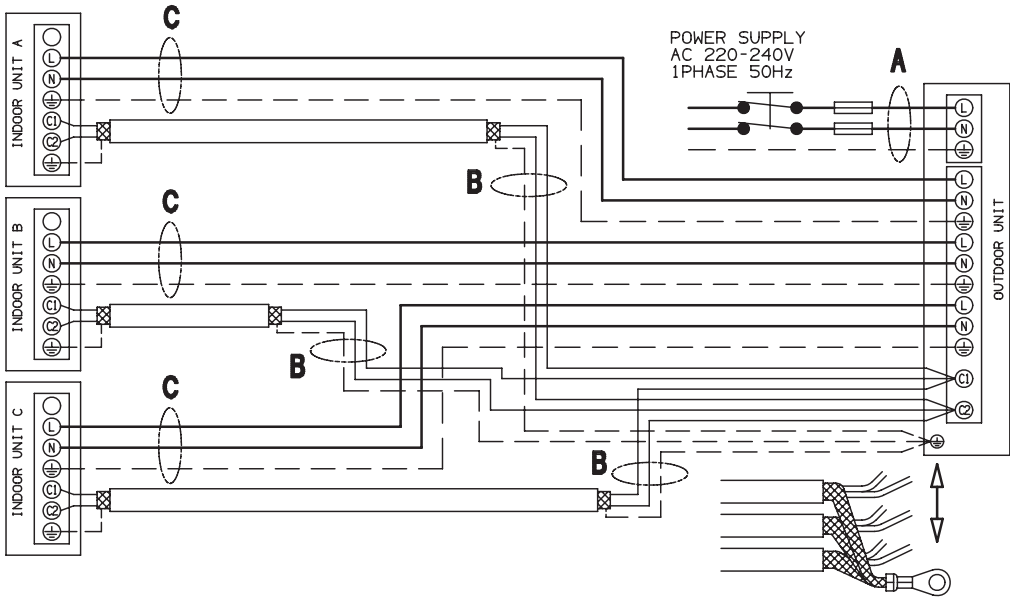 C
POWER SUPPLY
AC 220-240V
1PHASE 50Hz
A
INDOOR UNIT A
L
N
C1
C2
L
N
B
L
N
C
INDOOR UNIT B
L
N
C1
C2
L
N
OUTDOOR UNIT
L
N
B
C1
C2
C
INDOOR UNIT C
L
N
C1
C2
B